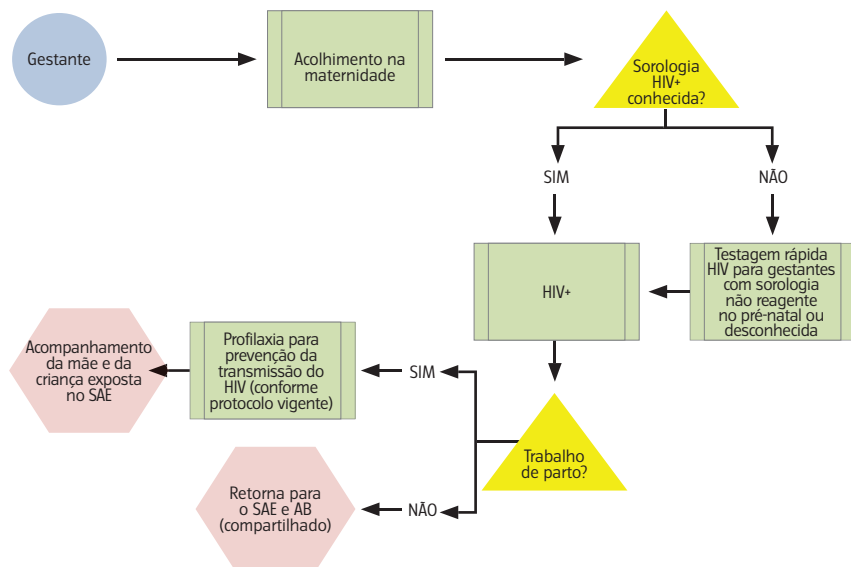 Gestante
Acolhimento na
maternidade
Sorologia
HIV+
conhecida?
SIM
NÃO
HIV+
Testagem rápida
HIV para gestantes
com sorologia
não reagente
no pré-natal ou
desconhecida
Trabalho
de parto?
SIM
Profilaxia para
prevenção da
transmissão do
HIV (conforme
protocolo vigente)
Acompanhamento
da mãe e da
criança exposta
no SAE
NÃO
Retorna para
o SAE e AB
(compartilhado)